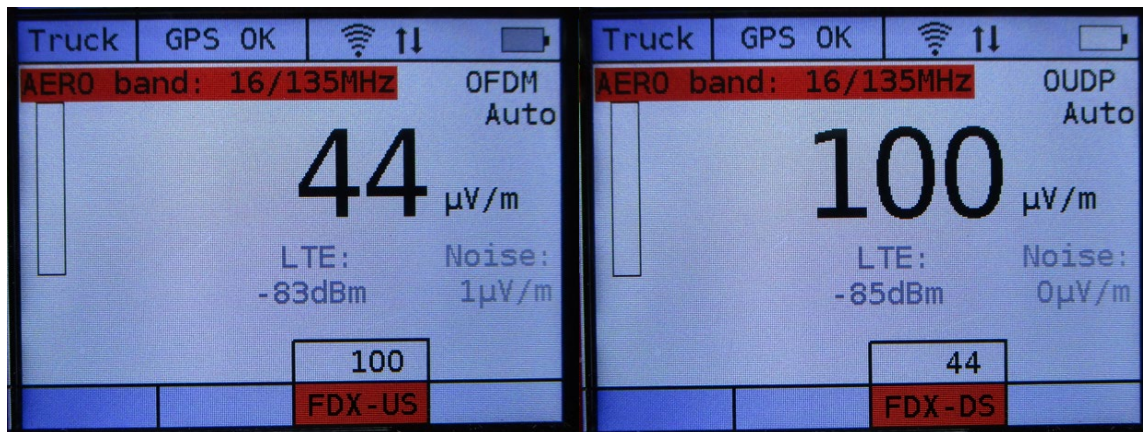 Truck GPS OK
AERO band: 16/135MHz OFDM
Auto
44 µV/m
LTE: Noise:
-83dBm 1µV/m
100
FDX-US
Truck GPS OK
AERO band: 16/135MHz OUDP
Auto
100 µV/m
LTE: Noise:
-85dBm 0µV/m
44
FDX-DS